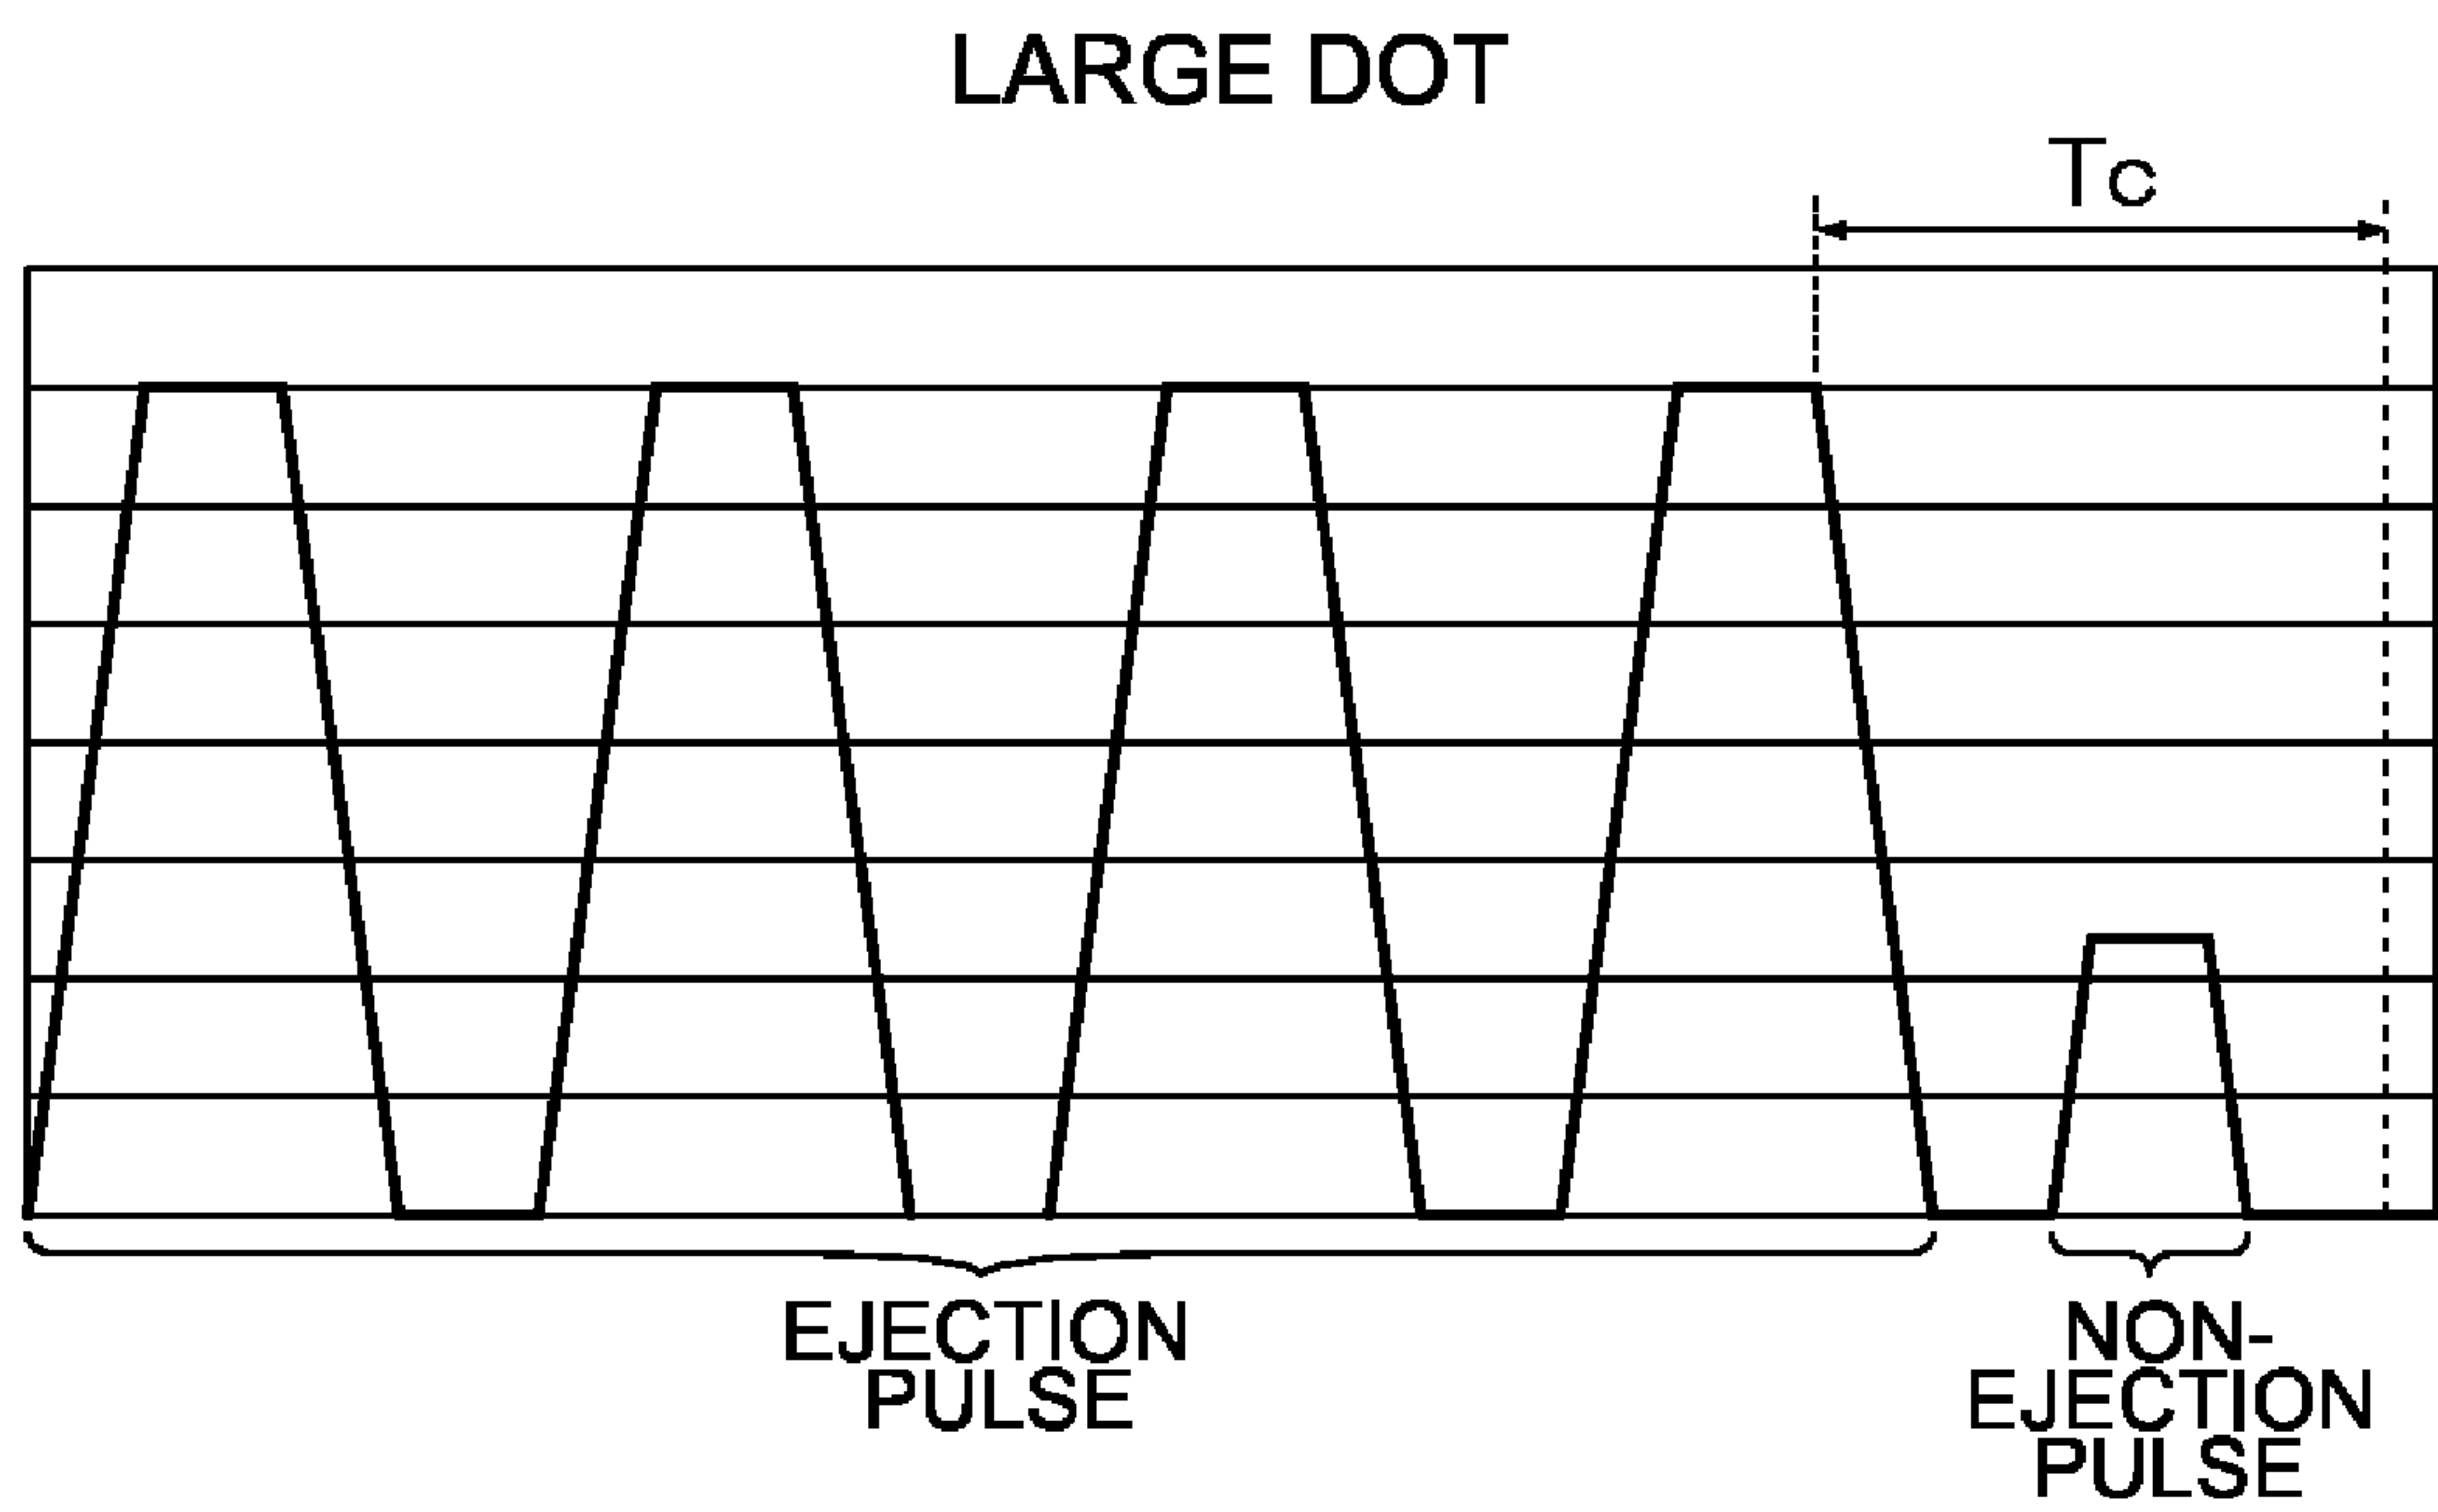 LARGE DOT
Tc
EJECTION
PULSE
NON-
EJECTION
PULSE